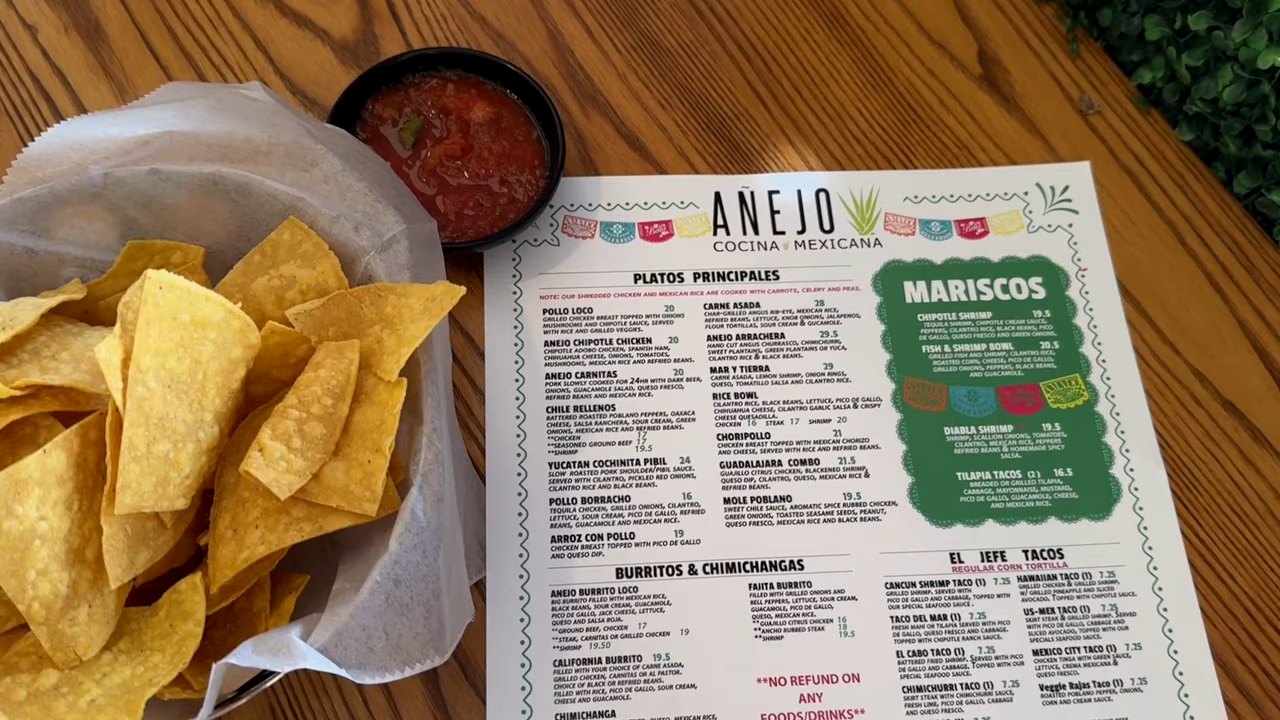 AÑEJO
COCINA MEXICANA
PLATOS PRINCIPALES
NOTE: OUR SHREDDED CHICKEN AND MEXICAN RICE ARE COOKED WITH CARROTS, CELERY AND PEAS.
POLLO LOCO 20
GRILLED CHICKEN BREAST TOPPED WITH ONIONS
MUSHROOMS AND CHIPOTLE SAUCE, SERVED
WITH RICE AND GRILLED VEGGIES.
ANEJO CHIPOTLE CHICKEN 20
CHIPOTLE ADOBO CHICKEN, SPANISH HAM,
CHIHUAHUA CHEESE, ONIONS, TOMATOES,
MUSHROOMS, MEXICAN RICE AND REFRIED BEANS.
ANEJO CARNITAS 20
PORK SLOWLY COOKED FOR 24HR WITH DARK BEER,
ONIONS, GUACAMOLE SALAD, QUESO FRESCO,
REFRIED BEANS AND MEXICAN RICE.
CHILE RELLENOS
BATTERED ROASTED POBLANO PEPPERS, OAXACA
CHEESE, SALSA RANCHERA, SOUR CREAM, GREEN
ONIONS, MEXICAN RICE AND REFRIED BEANS.
**CHICKEN 17
**SEASONED GROUND BEEF 17
**SHRIMP 19.5
YUCATAN COCHINITA PIBIL 24
SLOW ROASTED PORK SHOULDER/PIBIL SAUCE.
SERVED WITH CILANTRO, PICKLED RED ONIONS,
CILANTRO RICE AND BLACK BEANS.
POLLO BORRACHO 16
TEQUILA CHICKEN, GRILLED ONIONS, CILANTRO,
LETTUCE, SOUR CREAM, PICO DE GALLO, REFRIED
BEANS, GUACAMOLE AND MEXICAN RICE.
ARROZ CON POLLO 19
CHICKEN BREAST TOPPED WITH PICO DE GALLO
AND QUESO DIP.
CARNE ASADA 28
CHAR-GRILLED ANGUS RIB-EYE, MEXICAN RICE,
REFRIED BEANS, LETTUCE, KNOB ONIONS, JALAPENOS,
FLOUR TORTILLAS, SOUR CREAM & GUCAMOLE.
ANEJO ARRACHERA 29.5
HAND CUT ANGUS CHURRASCO, CHIMICHURRI,
SWEET PLANTAINS, GREEN PLANTAINS OR YUCA,
CILANTRO RICE & BLACK BEANS.
MAR Y TIERRA 29
CARNE ASADA, LEMON SHRIMP, ONION RINGS,
QUESO, TOMATILLO SALSA AND CILANTRO RICE.
RICE BOWL
CILANTRO RICE, BLACK BEANS, LETTUCE, PICO DE GALLO,
CHIHUAHUA CHEESE, CILANTRO GARLIC SALSA & CRISPY
CHEESE QUESADILLA.
CHICKEN 16 STEAK 17 SHRIMP 20
CHORIPOLLO 21
CHICKEN BREAST TOPPED WITH MEXICAN CHORIZO
AND CHEESE, SERVED WITH RICE AND REFRIED BEANS.
GUADALAJARA COMBO 21.5
GUAJILLO CITRUS CHICKEN, BLACKENED SHRIMP,
QUESO DIP, CILANTRO, QUESO, MEXICAN RICE &
REFRIED BEANS.
MOLE POBLANO 19.5
SWEET CHILE SAUCE, AROMATIC SPICE RUBBED CHICKEN,
GREEN ONIONS, TOASTED SEASAME SEEDS, PEANUT,
QUESO FRESCO, MEXICAN RICE AND BLACK BEANS.
MARISCOS
CHIPOTLE SHRIMP 19.5
TEQUILA SHRIMP, CHIPOTLE CREAM SAUCE,
PEPPERS, CILANTRO RICE, BLACK BEANS, PICO
DE GALLO, QUESO FRESCO AND GREEN ONIONS.
FISH & SHRIMP BOWL 20.5
GRILLED FISH AND SHRIMP, CILANTRO RICE,
ROASTED CORN, CHEESE, PICO DE GALLO,
GRILLED ONIONS, PEPPERS, BLACK BEANS,
AND GUACAMOLE.
DIABLA SHRIMP 19.5
SHRIMP, SCALLION ONIONS, TOMATOES,
CILANTRO, MEXICAN RICE, PEPPERS
REFRIED BEANS & HOMEMADE SPICY
SALSA.
TILAPIA TACOS (2) 16.5
BREADED OR GRILLED TILAPIA,
CABBAGE, MAYONNAISE, MUSTARD,
PICO DE GALLO, GUACAMOLE, CHEESE,
AND MEXICAN RICE.
BURRITOS & CHIMICHANGAS
ANEJO BURRITO LOCO
BIG BURRITO FILLED WITH MEXICAN RICE,
BLACK BEANS, SOUR CREAM, GUACAMOLE,
PICO DE GALLO, JACK CHEESE, LETTUCE,
QUESO AND SALSA ROJA.
**GROUND BEEF, CHICKEN 17
**STEAK, CARNITAS OR GRILLED CHICKEN 19
**SHRIMP 19.50
CALIFORNIA BURRITO 19.5
FILLED WITH YOUR CHOICE OF CARNE ASADA,
GRILLED CHICKEN, CARNITAS OR AL PASTOR.
CHOICE OF BLACK OR REFRIED BEANS.
FILLED WITH RICE, PICO DE GALLO, SOUR CREAM,
CHEESE AND GUACAMOLE.
CHIMICHANGA
FAJITA BURRITO
FILLED WITH GRILLED ONIONS AND
BELL PEPPERS, LETTUCE, SOUR CREAM,
GUACAMOLE, PICO DE GALLO,
QUESO, MEXICAN RICE.
**GUAJILLO CITRUS CHICKEN 16
**ANCHO RUBBED STEAK 18
**SHRIMP 19.5
**NO REFUND ON
ANY
FOODS/DRINKS**
EL JEFE TACOS
REGULAR CORN TORTILLA
CANCUN SHRIMP TACO (1) 7.25
GRILLED SHRIMP, SERVED WITH
PICO DE GALLO AND CABBAGE, TOPPED WITH
OUR SPECIAL SEAFOOD SAUCE.
TACO DEL MAR (1) 7.25
FRESH MAHI OR TILAPIA SERVED WITH PICO
DE GALLO, QUESO FRESCO AND CABBAGE.
TOPPED WITH CHIPOTLE RANCH SAUCE.
EL CABO TACO (1) 7.25
BATTERED FRIED SHRIMP. SERVED WITH PICO
DE GALLO AND CABBAGE. TOPPED WITH OUR
SPECIAL SEAFOOD SAUCE.
CHIMICHURRI TACO (1) 7.25
SKIRT STEAK WITH CHIMICHURRI SAUCE,
FRESH LIME, PICO DE GALLO AND
QUESO FRESCO,
HAWAIIAN TACO (1) 7.25
GRILLED CHICKEN & GRILLED SHRIMP,
W/ GRILLED PINEAPPLE AND SLICED
AVOCADO, TOPPED WITH CHIPOTLE SAUCE.
US-MEX TACO (1) 7.25
SKIRT STEAK & GRILLED SHRIMP, SERVED
WITH PICO DE GALLO, CABBAGE AND
SLICED AVOCADO, TOPPED WITH OUR
SPECIALS SEAFOOD SAUCE.
MEXICO CITY TACO (1) 7.25
CHICKEN TINGA WITH GREEN SAUCE,
LETTUCE, CREMA MEXICANA &
QUESO FRESCO.
Veggie Rajas Taco (1) 7.25
ROASTED POBLANO PEPPER, ONIONS,
CORN AND CREAM SAUCE.